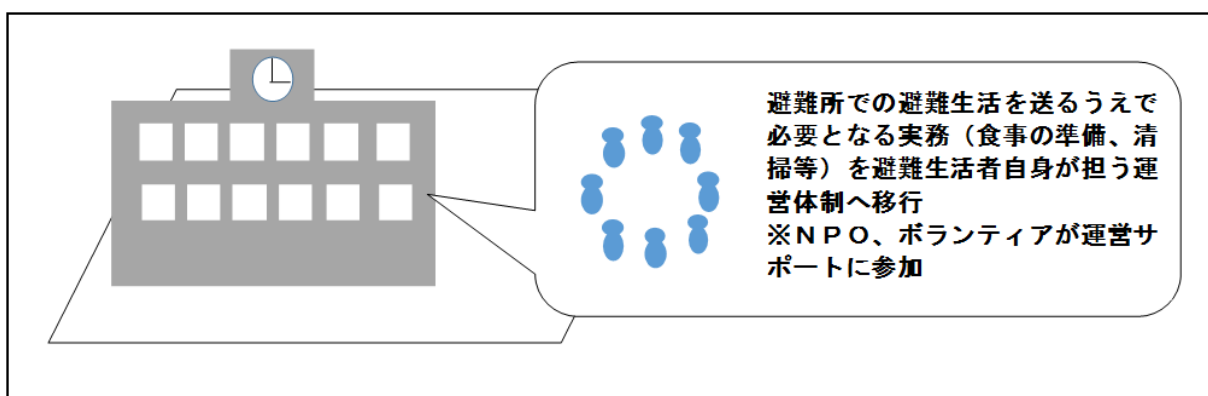 避難所での避難生活を送るうえで
必要となる実務（食事の準備、清
掃等）を避難生活者自身が担う運
営体制へ移行
※ＮＰＯ、ボランティアが運営サ
ポートに参加